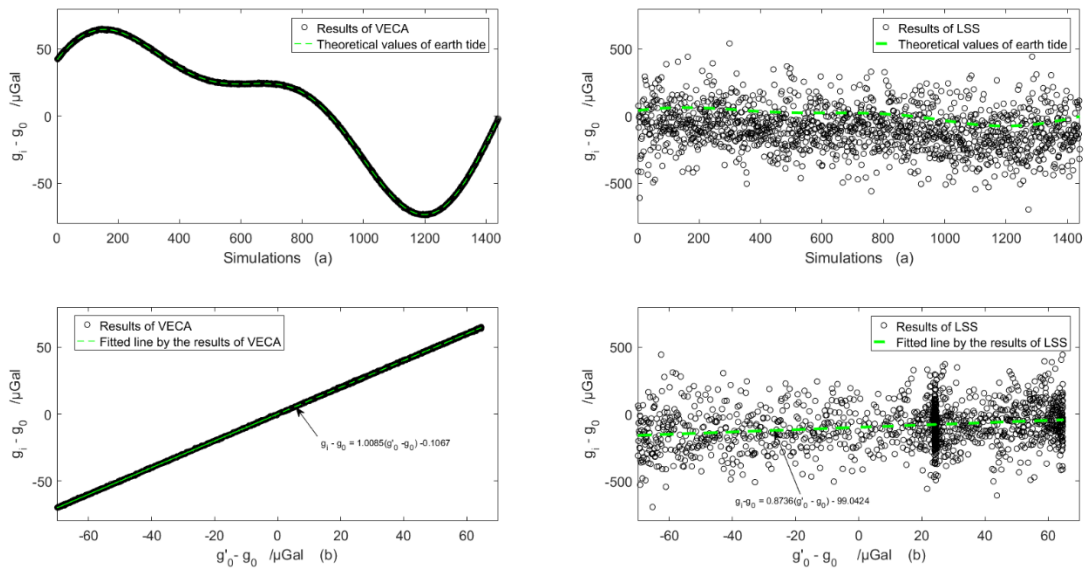 g_i - g_0 /μGal
50
0
-50
Results of VECA
Theoretical values of earth tide
0 200 400 600 800 1000 1200 1400
Simulations (a)
g_i - g_0 /μGal
500
0
-500
Results of LSS
Theoretical values of earth tide
0 200 400 600 800 1000 1200 1400
Simulations (a)
g_i - g_0 /μGal
50
0
-50
Results of VECA
Fitted line by the results of VECA
g_i - g_0 = 1.0085(g'_0 -g_0) -0.1067
-60 -40 -20 0 20 40 60
g'_0 - g_0 /μGal (b)
g_i - g_0 /μGal
500
0
-500
Results of LSS
Fitted line by the results of LSS
g_i-g_0 = 0.8736(g'_0 - g_0) - 99.0424
-60 -40 -20 0 20 40 60
g'_0 - g_0 /μGal (b)